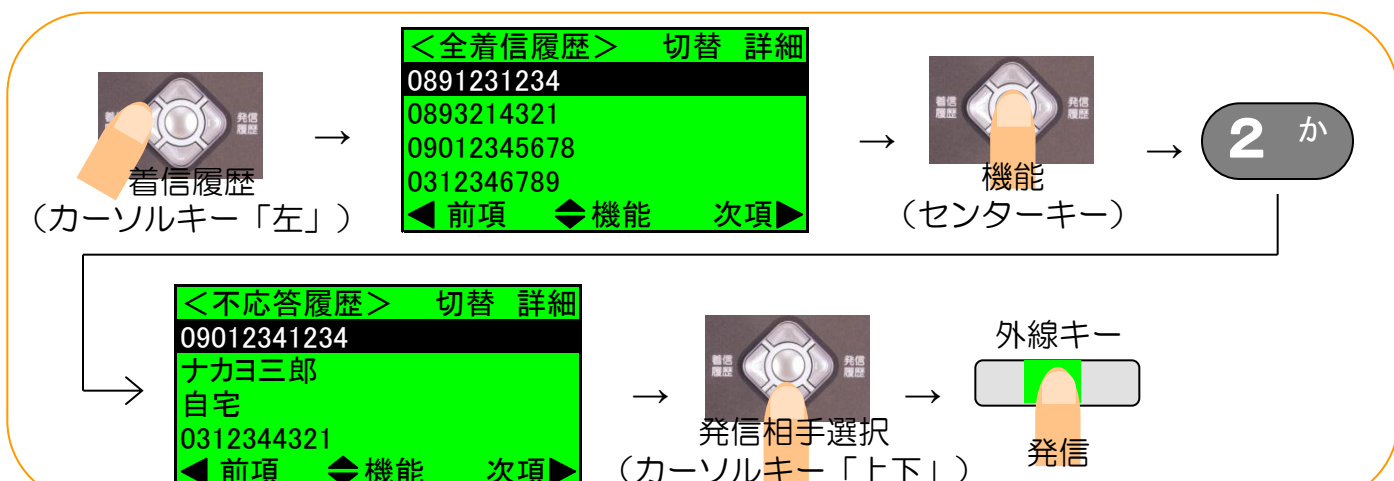 ＜全着信履歴＞ 切替 詳細
0891231234
0893214321
09012345678
0312346789
◀ 前項 機能 次項▶
発信
履歴
→
着信履歴
（カーソルキー「左」）
→
着信
履歴
発信
履歴
機能
（センターキー）
→
2 か
＜不応答履歴＞ 切替 詳細
09012341234
ナカヨ三郎
自宅
0312344321
◀ 前項 機能 次項▶
→
着信
履歴
発信
履歴
発信相手選択
（カーソルキー「上下」）
→
外線キー
発信